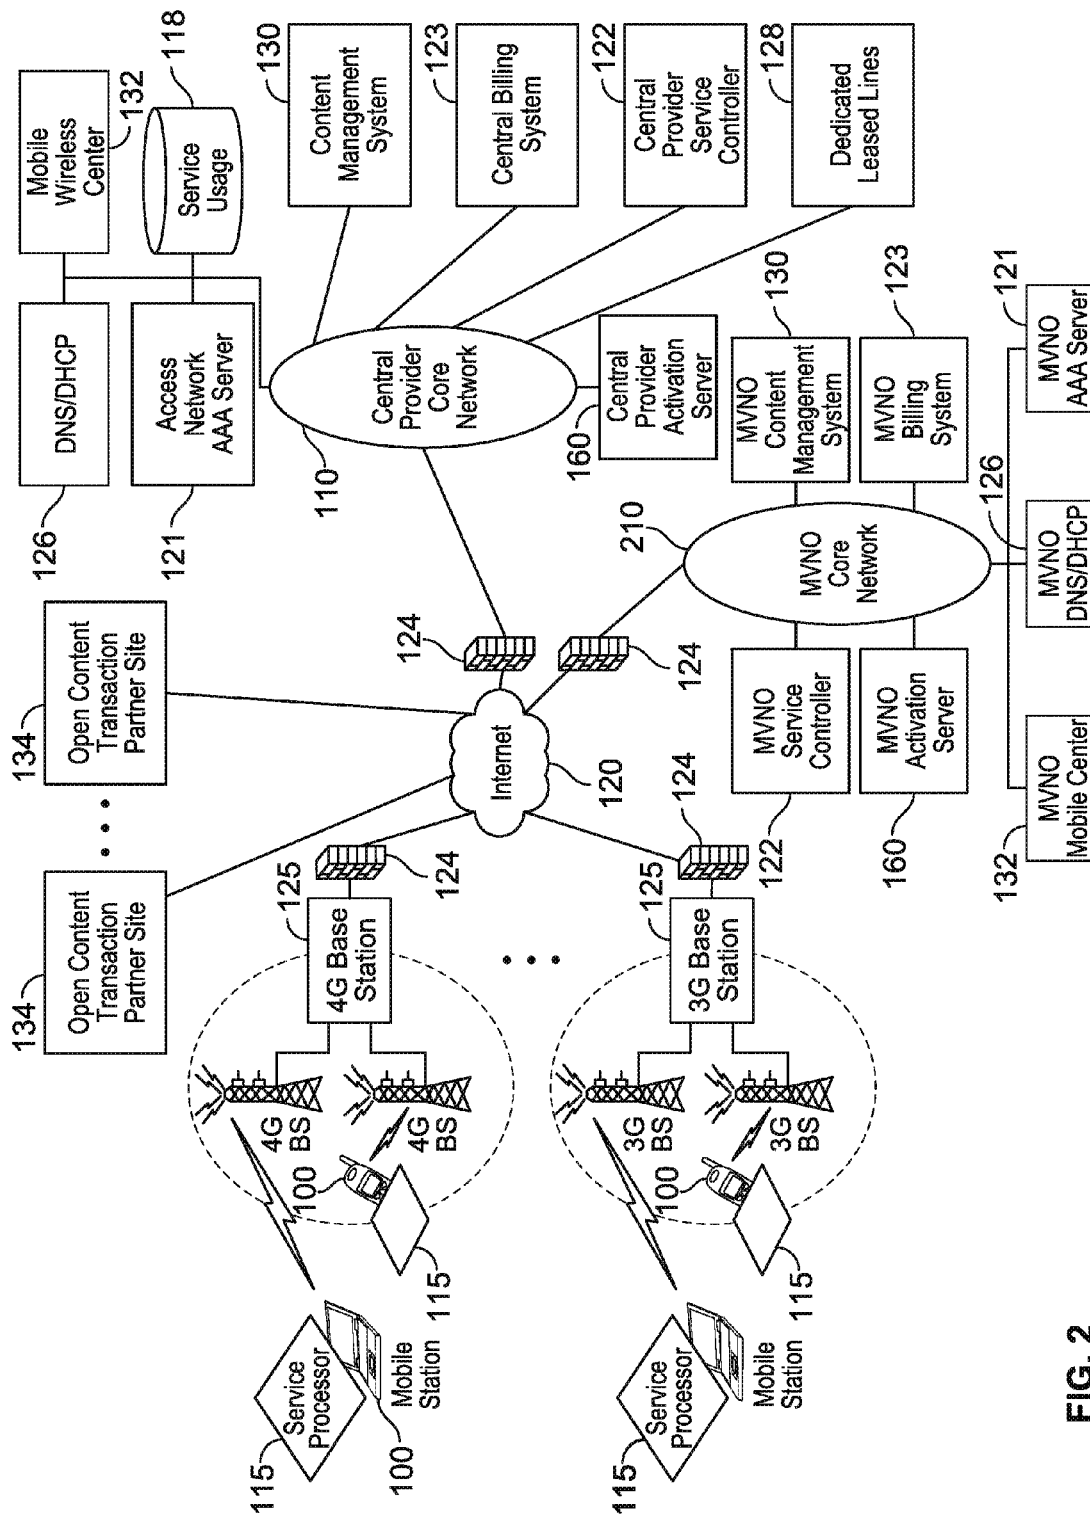 Mobile
Wireless
Center
132
118
Service
Usage
DNS/DHCP
126
Access
Network
AAA Server
121
130
Content
Management
System
123
Central Billing
System
122
Central
Provider
Service
Controller
128
Dedicated
Leased Lines
Central
Provider
Core
Network
110
160
Central
Provider
Activation
Server
134
Open Content
Transaction
Partner Site
134
Open Content
Transaction
Partner Site
124
124
Internet
120
124
124
210
MVNO
Core
Network
MVNO
Content
Management
System
130
MVNO
Billing
System
123
MVNO
Service
Controller
122
MVNO
Activation
Server
160
MVNO
AAA Server
121
126
MVNO
DNS/DHCP
MVNO
Mobile Center
132
125
4G Base
Station
4G
BS
4G
BS
100
115
Service
Processor
115
Mobile
Station
100
125
3G Base
Station
3G
BS
3G
BS
100
115
Service
Processor
115
Mobile
Station
FIG. 2